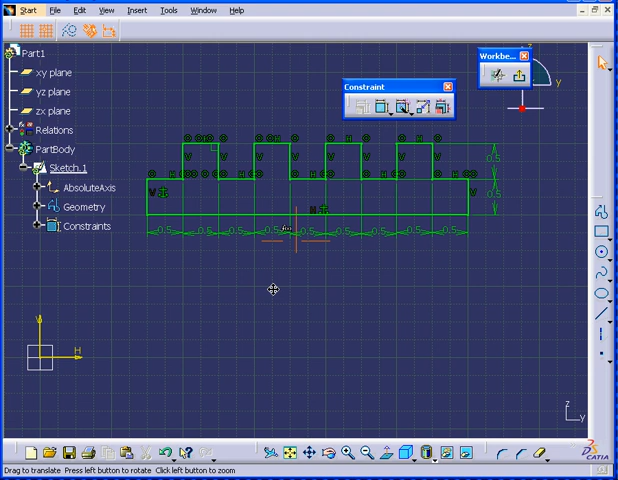 Start File Edit View Insert Tools Window Help
Part1
xy plane
yz plane
zx plane
Relations
PartBody
Sketch.1
AbsoluteAxis
Geometry
Constraints
Constraint
Workbe...
y
H H
V V V V
H H H H
V V
H
0.5
0.5
0.5 0.5 0.5 0.5 0.5 0.5 0.5 0.5 0.5
V
H
z
y
CATIA
Drag to translate Press left button to rotate Click left button to zoom